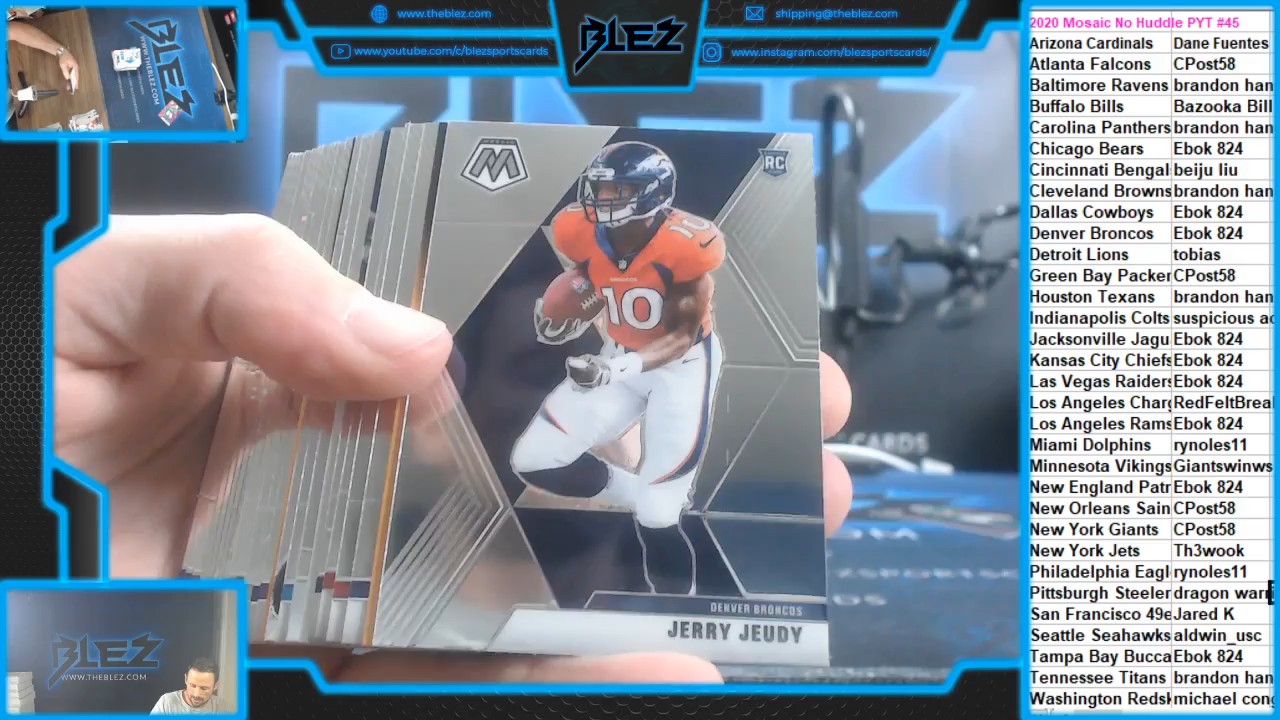 www.theblez.com
shipping@theblez.com
www.youtube.com/c/blezsportscards
www.instagram.com/blezsportscards/
BLEZ
BLEZ
WWW.THEBLEZ.COM
M
RC
10
10
DENVER BRONCOS
JERRY JEUDY
CARDS
BLEZ
WWW.THEBLEZ.COM
2020 Mosaic No Huddle PYT #45
Arizona Cardinals Dane Fuentes
Atlanta Falcons CPost58
Baltimore Ravens brandon han
Buffalo Bills Bazooka Bill
Carolina Panthers brandon han
Chicago Bears Ebok 824
Cincinnati Bengal beiju liu
Cleveland Browns brandon han
Dallas Cowboys Ebok 824
Denver Broncos Ebok 824
Detroit Lions tobias
Green Bay Packer CPost58
Houston Texans brandon han
Indianapolis Colts suspicious ac
Jacksonville Jagu Ebok 824
Kansas City Chiefs Ebok 824
Las Vegas Raiders Ebok 824
Los Angeles Charg RedFeltBreal
Los Angeles Rams Ebok 824
Miami Dolphins rynoles11
Minnesota Vikings Giantswinws
New England Patr Ebok 824
New Orleans Sain CPost58
New York Giants CPost58
New York Jets Th3wook
Philadelphia Eagl rynoles11
Pittsburgh Steeler dragon warr
San Francisco 49e Jared K
Seattle Seahawks aldwin_usc
Tampa Bay Bucca Ebok 824
Tennessee Titans brandon han
Washington Redsk michael cong